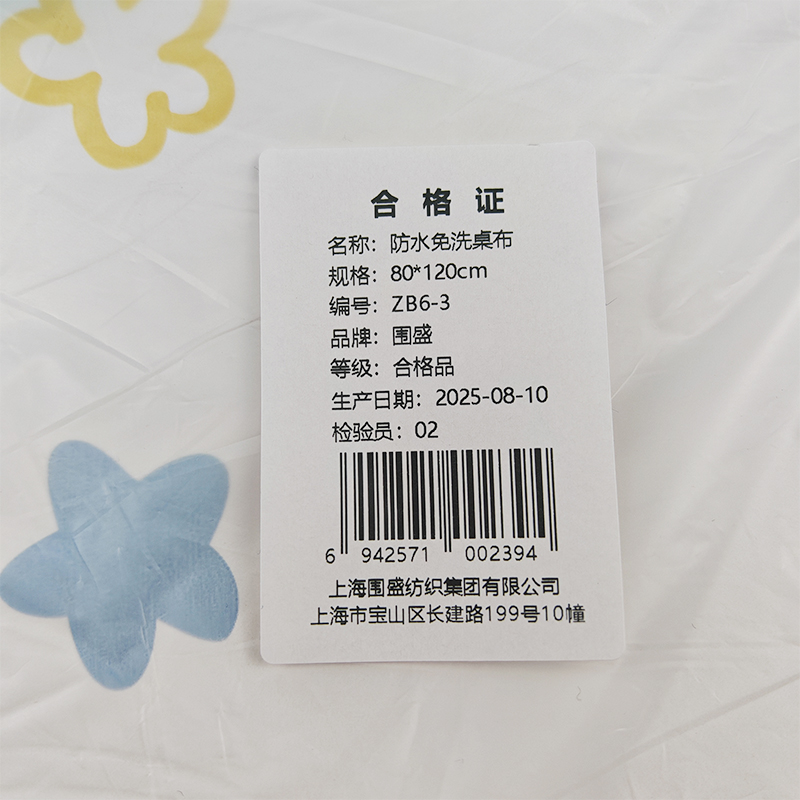 合格证
名称：防水免洗桌布
规格：80*120cm
编号：ZB6-3
品牌：围盛
等级：合格品
生产日期：2025-08-10
检验员：02
6 942571 002394
上海围盛纺织集团有限公司
上海市宝山区长建路199号10幢